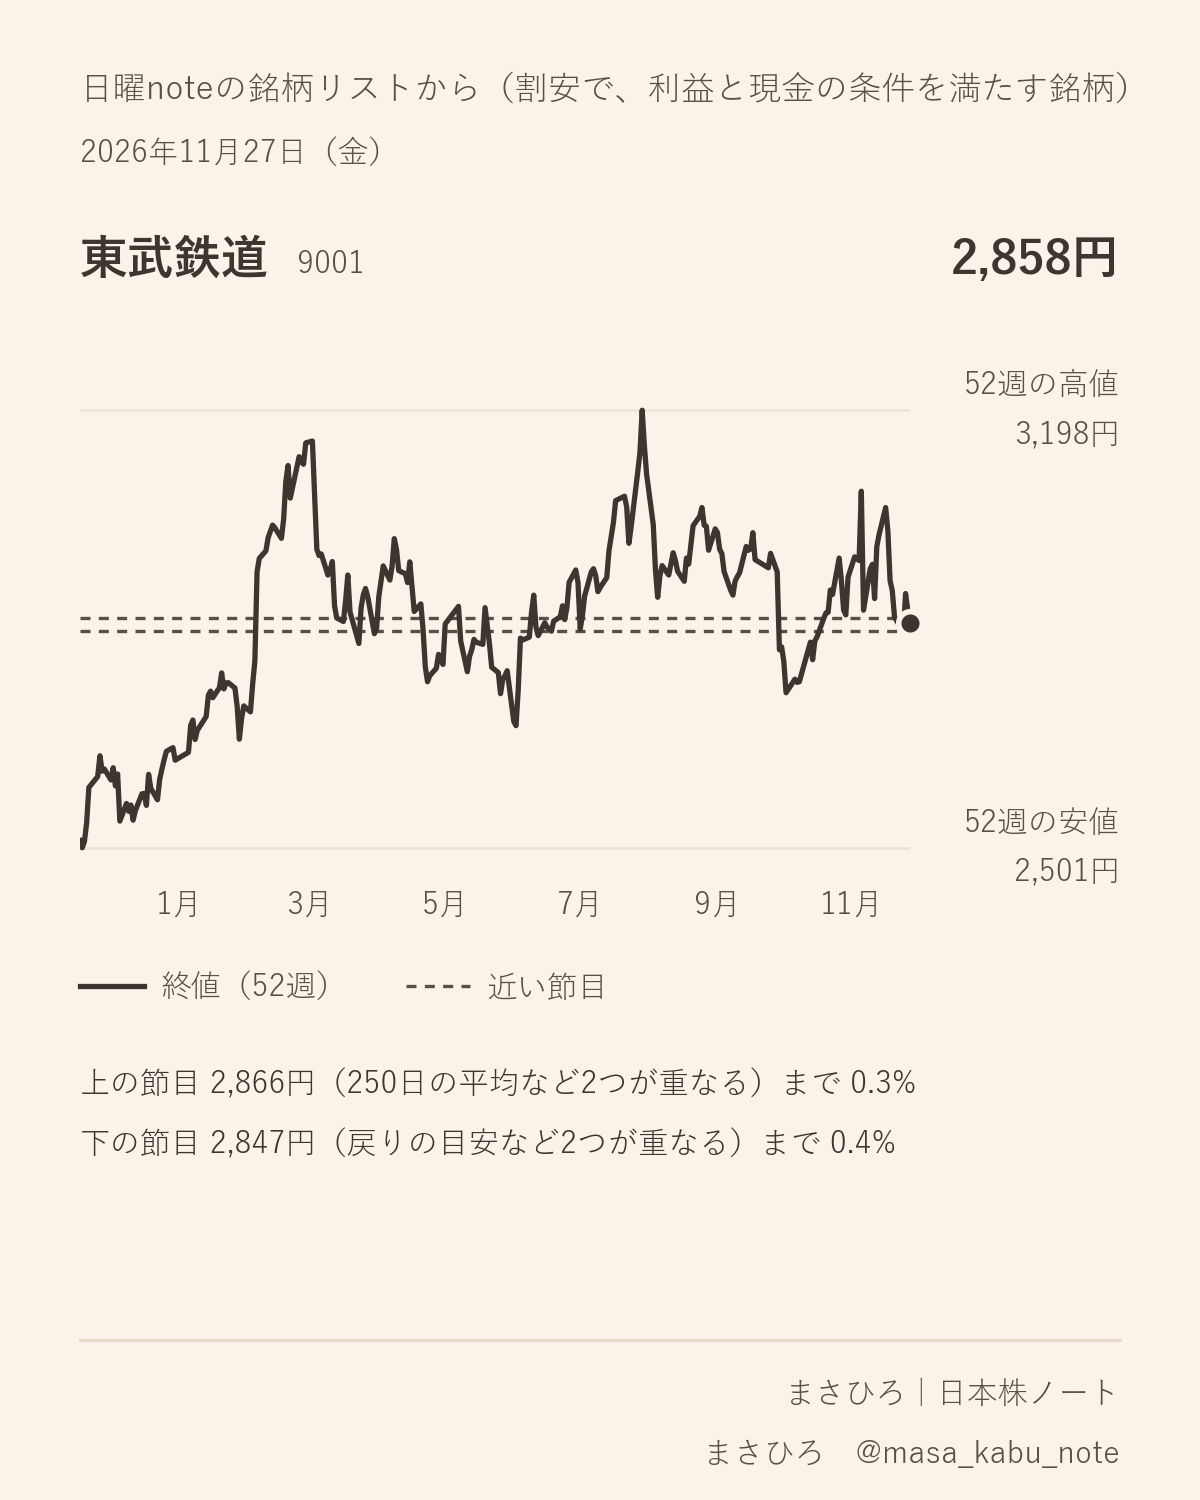 日曜noteの銘柄リストから（割安で、利益と現金の条件を満たす銘柄）
2026年11月27日（金）
東武鉄道 9001 2,858円
52週の高値
3,198円
52週の安値
2,501円
1月 3月 5月 7月 9月 11月
終値（52週） 近い節目
上の節目 2,866円（250日の平均など2つが重なる）まで 0.3%
下の節目 2,847円（戻りの目安など2つが重なる）まで 0.4%
まさひろ｜日本株ノート
まさひろ @masa_kabu_note